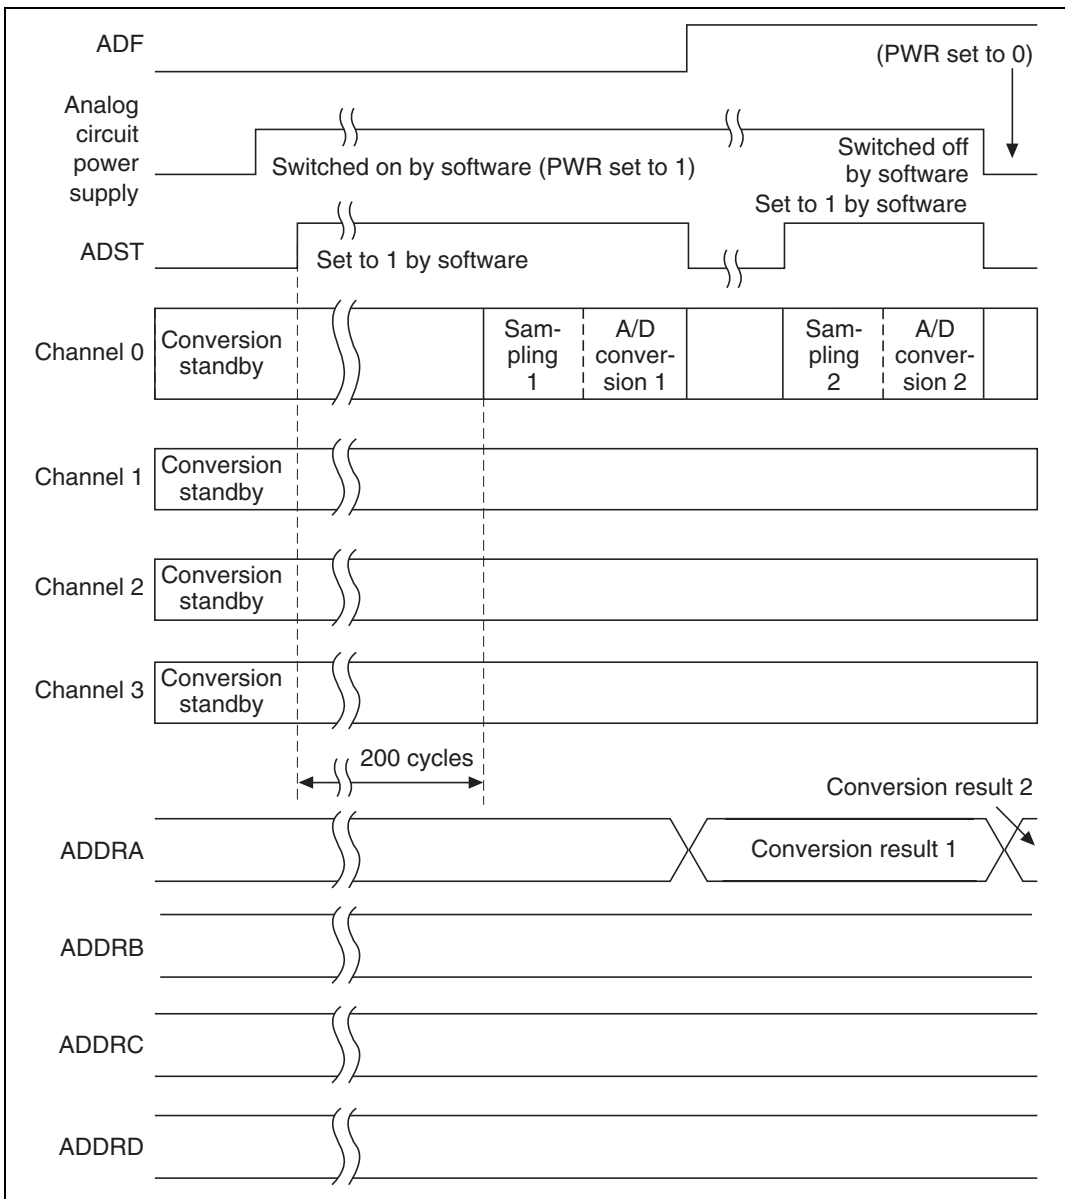 ADF
(PWR set to 0)
Analog
circuit
power
supply
Switched on by software (PWR set to 1)
Switched off
by software
Set to 1 by software
ADST
Set to 1 by software
Channel 0
Conversion
standby
Sam-
pling
1
A/D
conver-
sion 1
Sam-
pling
2
A/D
conver-
sion 2
Channel 1
Conversion
standby
Channel 2
Conversion
standby
Channel 3
Conversion
standby
200 cycles
Conversion result 2
ADDRA
Conversion result 1
ADDRB
ADDRC
ADDRD